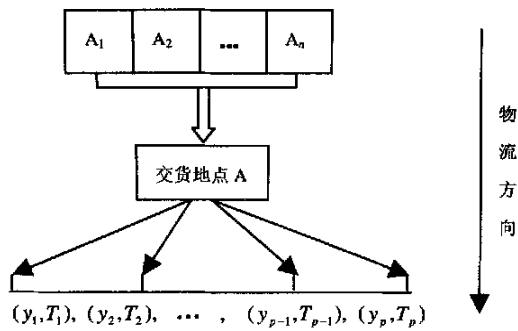 A₁ A₂ ... Aₙ
交货地点 A
物流方向
(y₁,T₁), (y₂,T₂), ... , (yₚ₋₁,Tₚ₋₁), (yₚ,Tₚ)